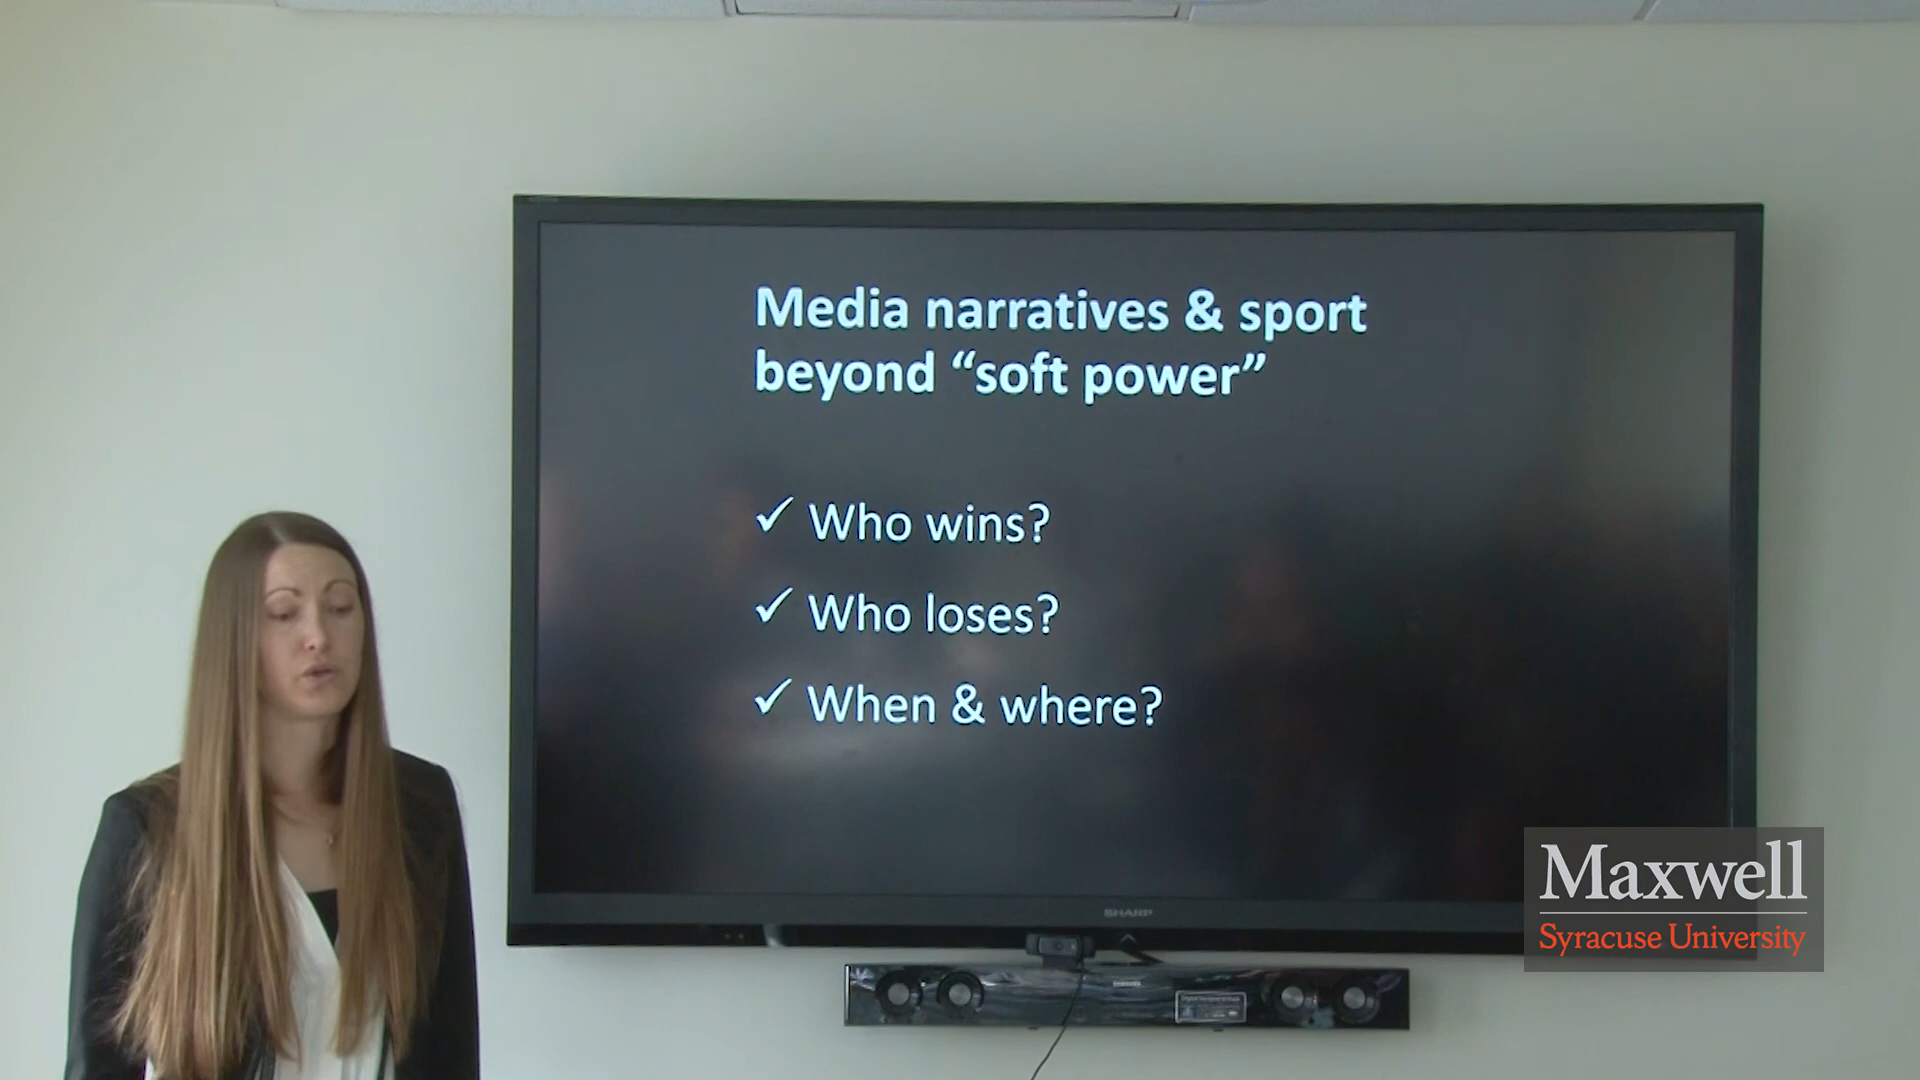 Media narratives & sport
beyond “soft power”
✓ Who wins?
✓ Who loses?
✓ When & where?
SHARP
Maxwell
Syracuse University